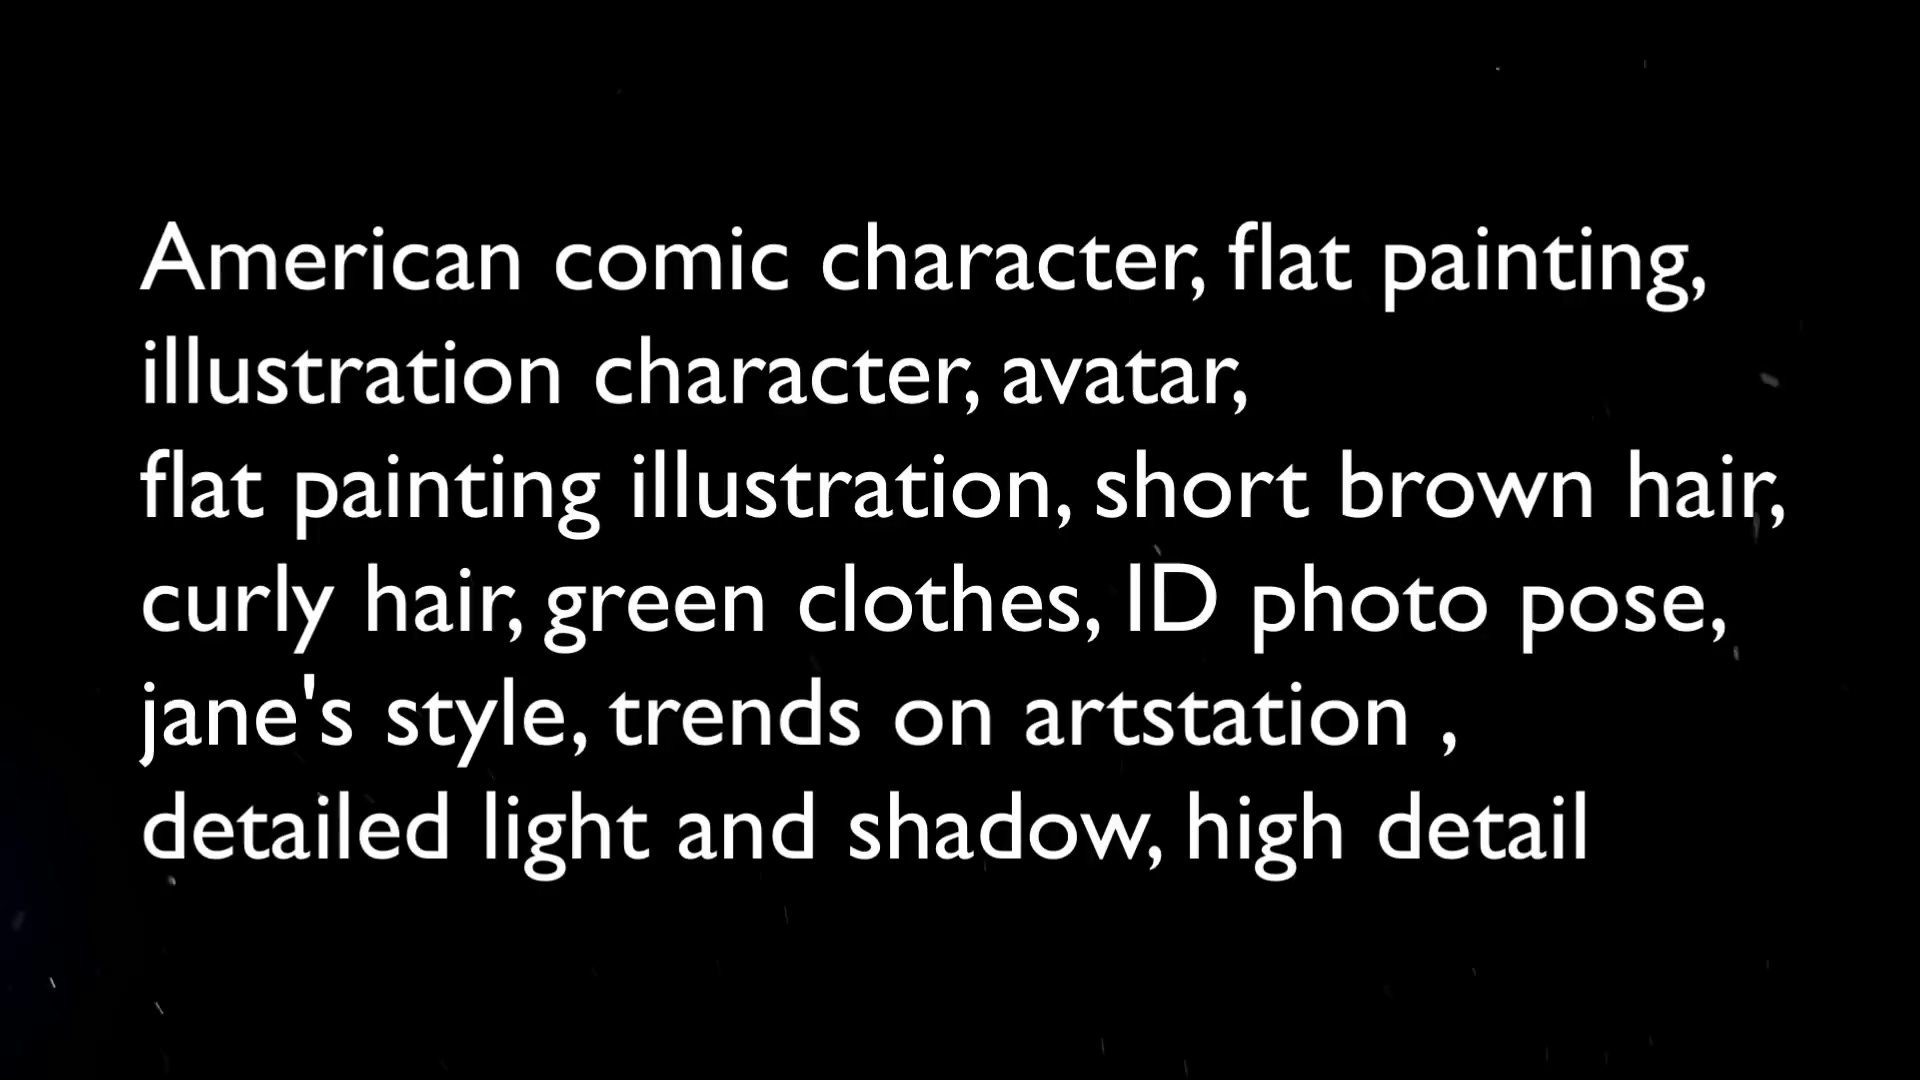 American comic character, flat painting,
illustration character, avatar,
flat painting illustration, short brown hair,
curly hair, green clothes, ID photo pose,
jane's style, trends on artstation ,
detailed light and shadow, high detail